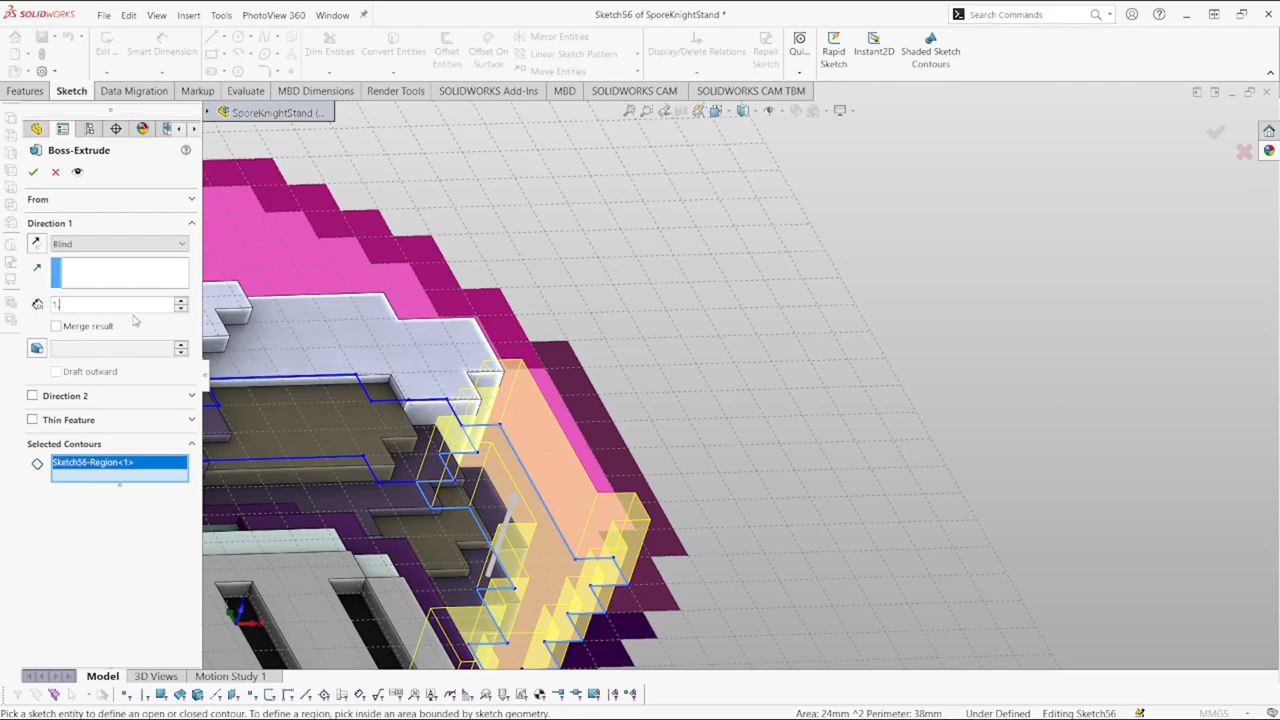 SOLIDWORKS File Edit View Insert Tools PhotoView 360 Window Sketch56 of SporeKnightStand * Search Commands
Exit ... Smart Dimension Trim Entities Convert Entities Offset Entities Offset On Surface Mirror Entities Linear Sketch Pattern Move Entities Display/Delete Relations Repair Sketch Qui... Rapid Sketch Instant2D Shaded Sketch Contours
Features Sketch Data Migration Markup Evaluate MBD Dimensions Render Tools SOLIDWORKS Add-Ins MBD SOLIDWORKS CAM SOLIDWORKS CAM TBM
SporeKnightStand (...
Boss-Extrude
From
Direction 1
Blind
1.
Merge result
Draft outward
Direction 2
Thin Feature
Selected Contours
Sketch56-Region<1>
Model 3D Views Motion Study 1
Pick a sketch entity to define an open or closed contour. To define a region, pick inside an area bounded by sketch geometry. Area: 24mm ^2 Perimeter: 38mm Under Defined Editing Sketch56 MMGS